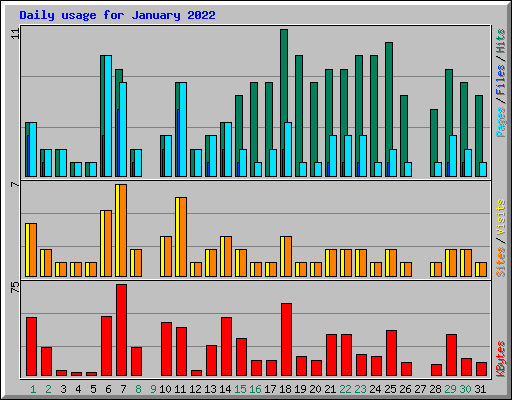 Daily usage for January 2022
11
Pages/Files/Hits
7
Sites/Visits
75
KBytes
1 2 3 4 5 6 7 8 9 10 11 12 13 14 15 16 17 18 19 20 21 22 23 24 25 26 27 28 29 30 31